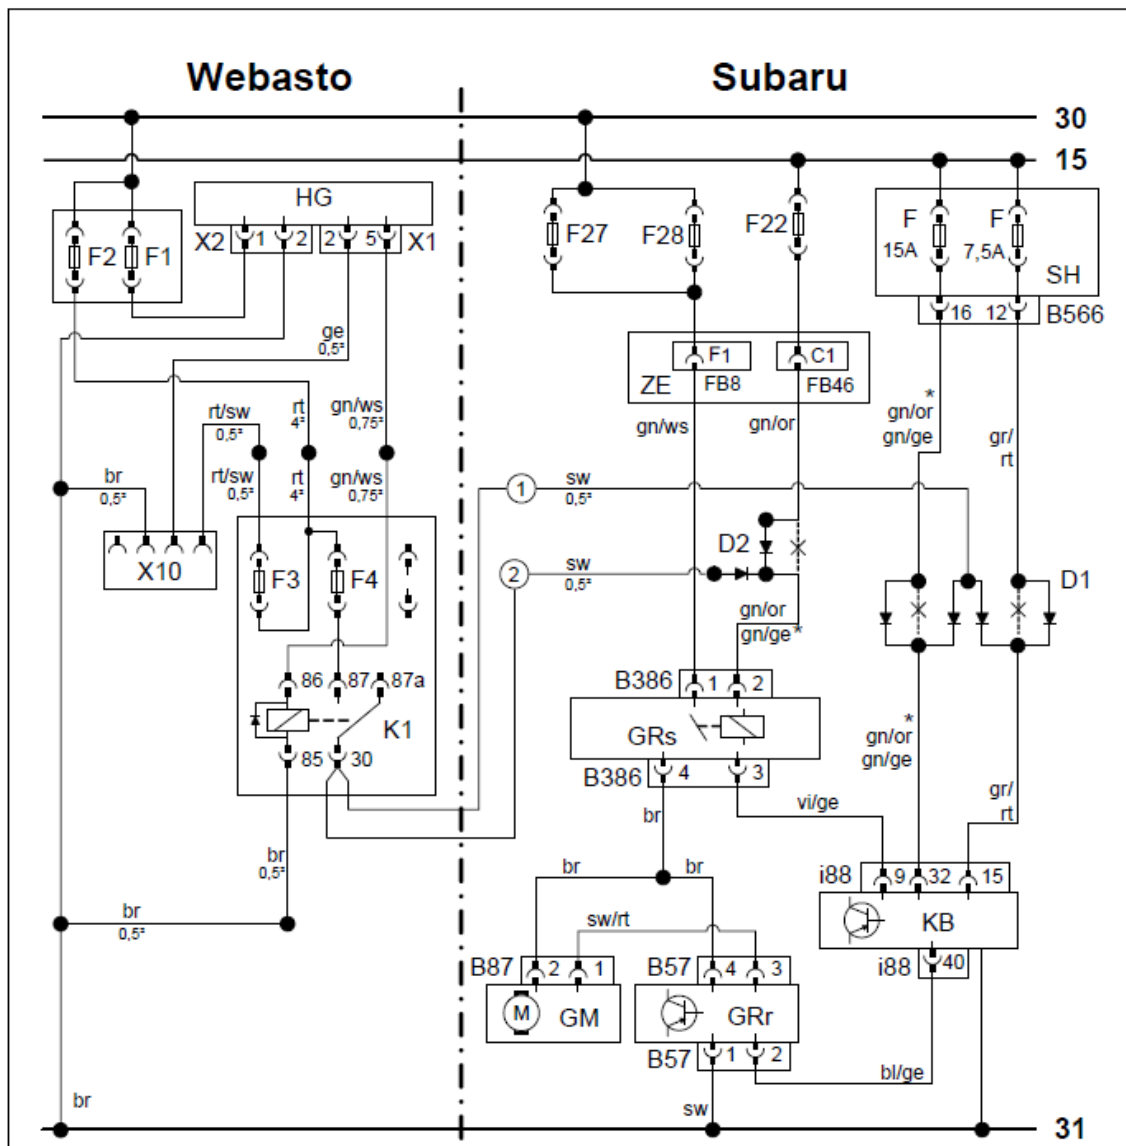 Webasto Subaru
30
15
HG
X2 1 2 2 5 X1
F2 F1
F27 F28 F22
F F
15A 7,5A
SH
16 12 B566
ge
0,5²
F1 C1
ZE FB8 FB46
rt/sw
0,5²
rt
4²
gn/ws
0,75²
gn/ws gn/or
*
gn/or
gn/ge
gr/
rt
br
0,5²
rt/sw
0,5²
rt
4²
gn/ws
0,75²
1 sw
0,5²
X10
D2
2 sw
0,5²
F3 F4
D1
gn/or
gn/ge*
86 87 87a
B386 1 2
K1
GRs
85 30
B386 4 3
*
gn/or
gn/ge
gr/
rt
vi/ge
br
br
0,5²
br br
i88 9 32 15
br
0,5²
sw/rt
KB
B87 2 1 B57 4 3
i88 40
M GM GRr
B57 1 2
bl/ge
br sw
31